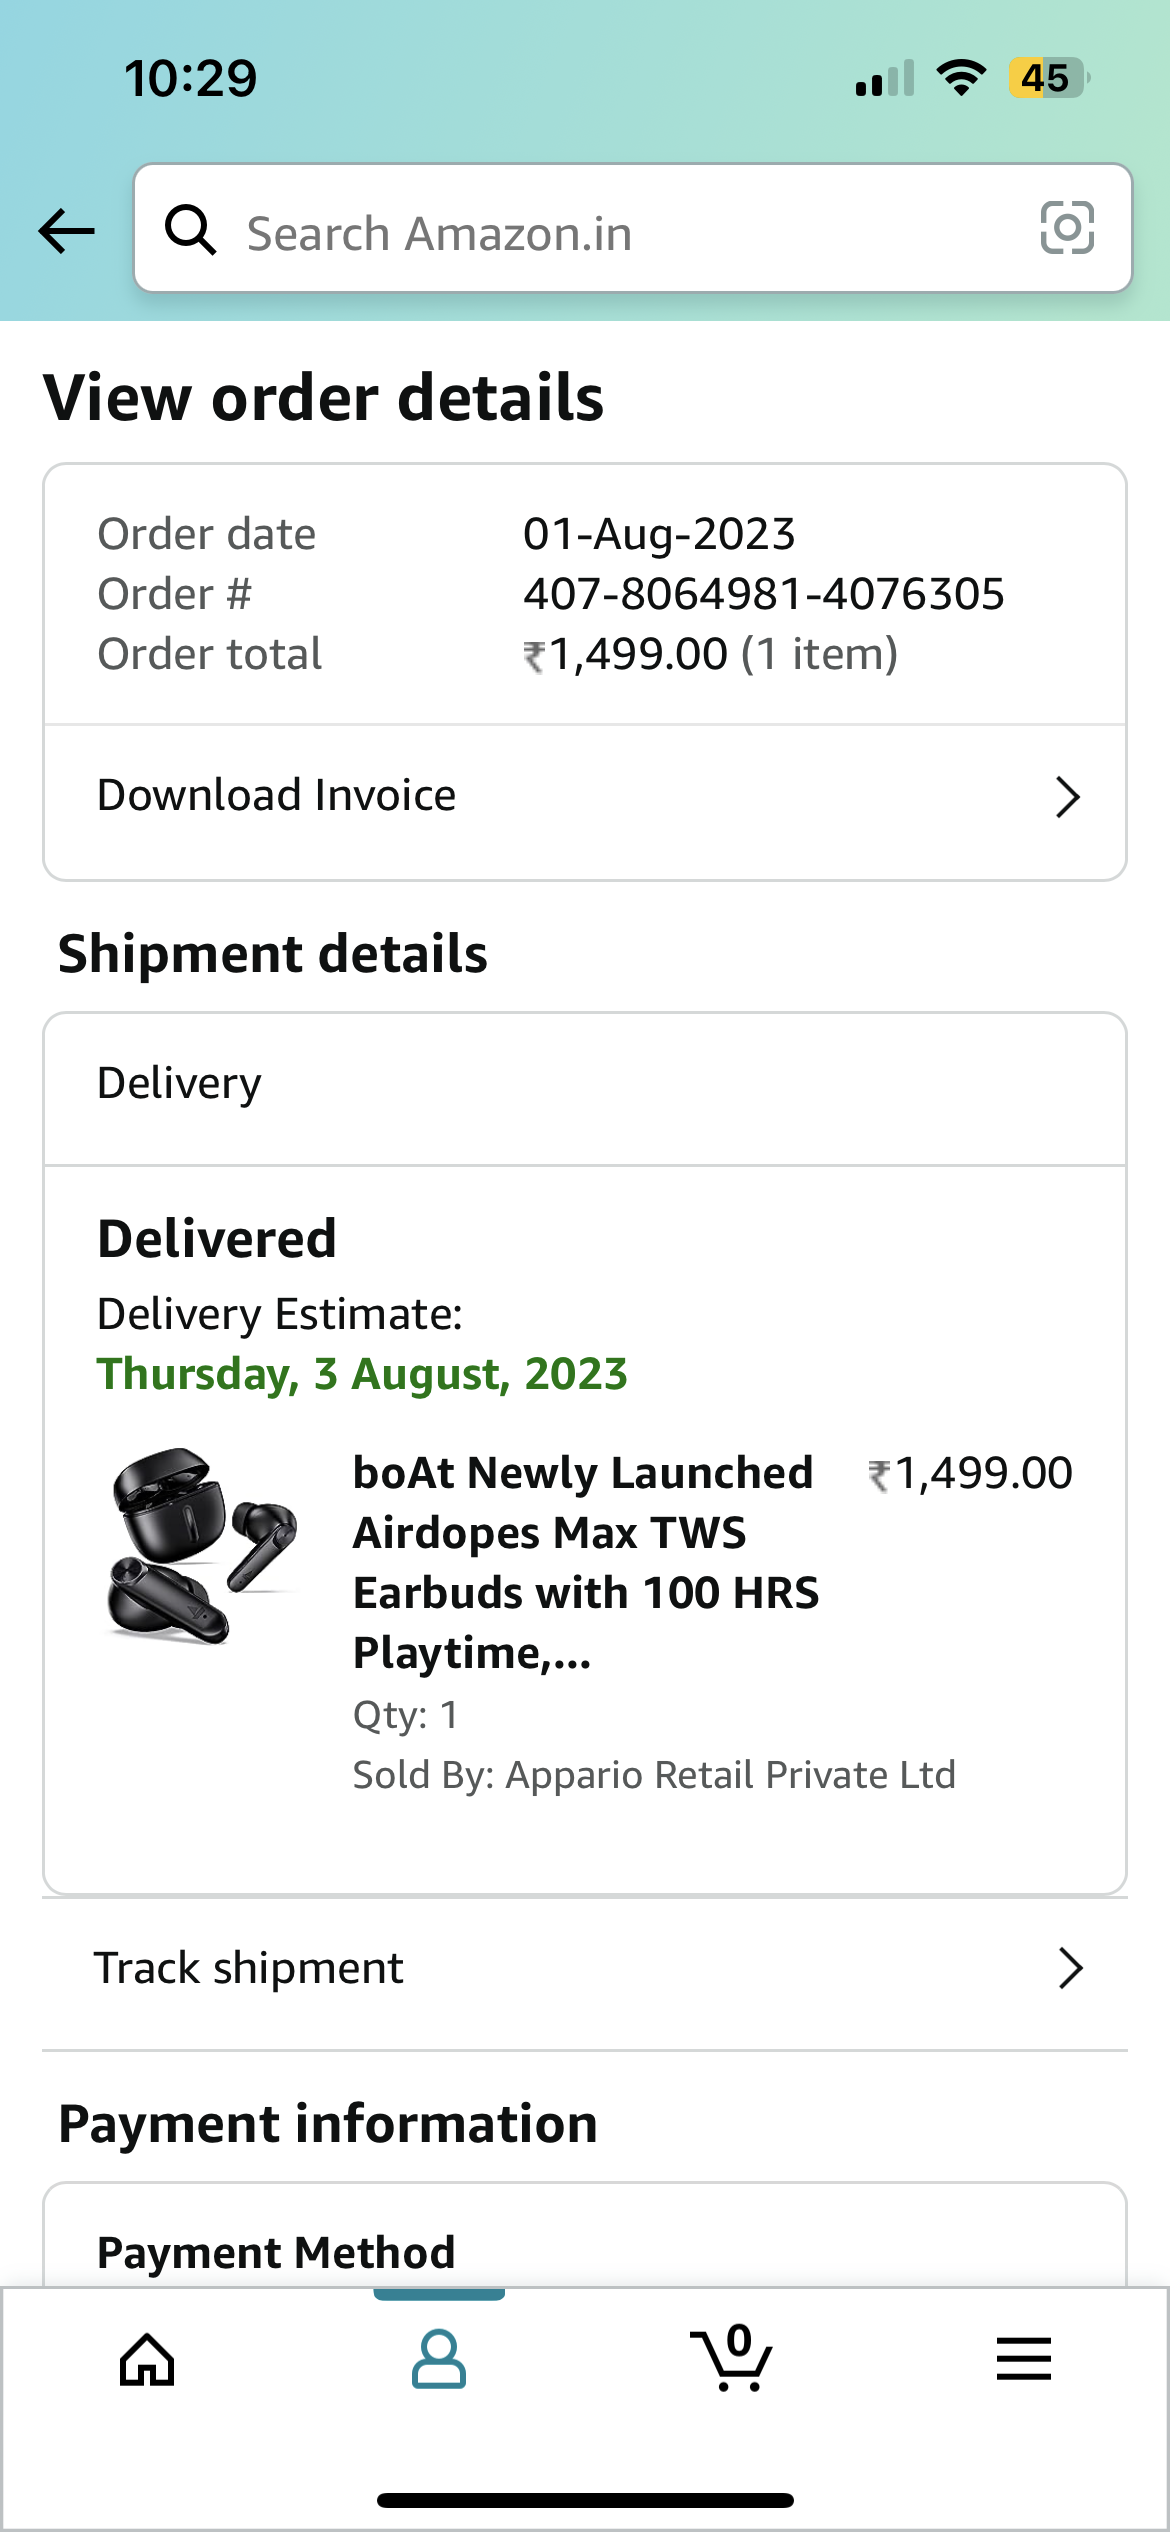 10:29
45
Search Amazon.in
View order details
Order date 01-Aug-2023
Order # 407-8064981-4076305
Order total ₹1,499.00 (1 item)
Download Invoice
Shipment details
Delivery
Delivered
Delivery Estimate:
Thursday, 3 August, 2023
boAt Newly Launched ₹1,499.00
Airdopes Max TWS
Earbuds with 100 HRS
Playtime,...
Qty: 1
Sold By: Appario Retail Private Ltd
Track shipment
Payment information
Payment Method
0